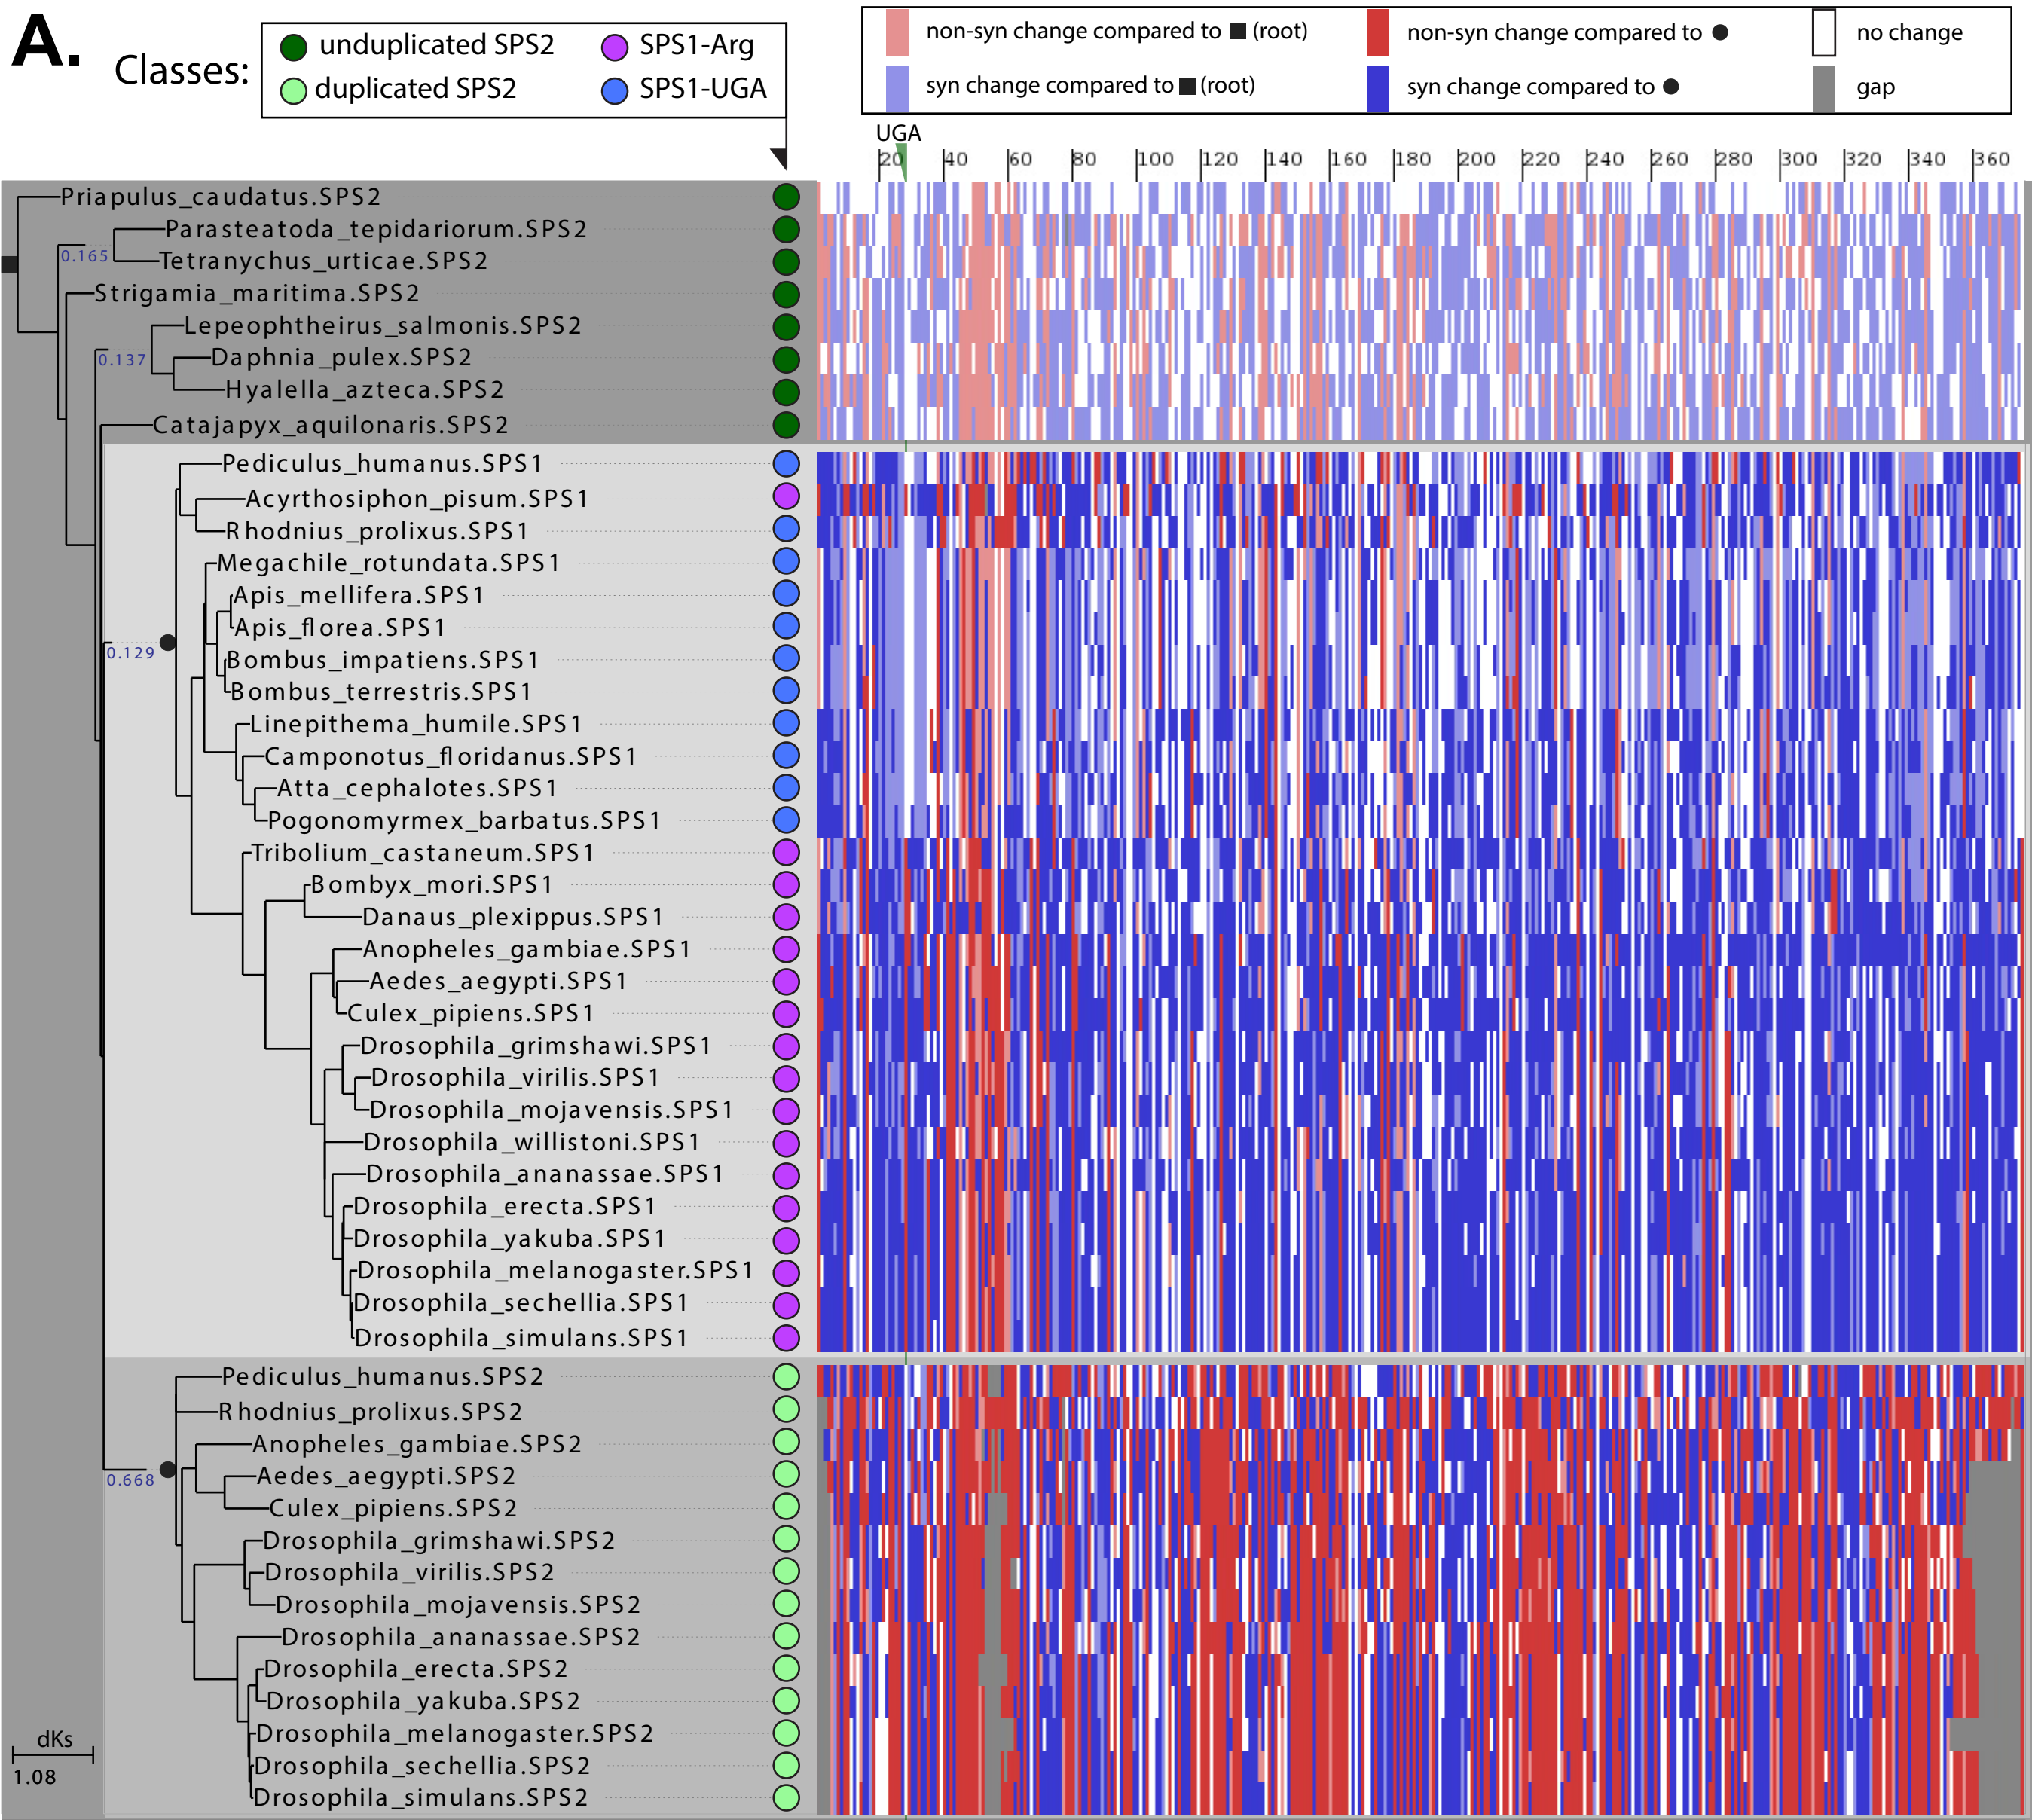 A.
Classes:
unduplicated SPS2
SPS1-Arg
duplicated SPS2
SPS1-UGA
non-syn change compared to ■ (root)
non-syn change compared to ●
no change
syn change compared to ■ (root)
syn change compared to ●
gap
UGA
20 40 60 80 100 120 140 160 180 200 220 240 260 280 300 320 340 360
Priapulus_caudatus.SPS2
Parasteatoda_tepidariorum.SPS2
0.165
Tetranychus_urticae.SPS2
Strigamia_maritima.SPS2
Lepeophtheirus_salmonis.SPS2
0.137
Daphnia_pulex.SPS2
Hyalella_azteca.SPS2
Catajapyx_aquilonaris.SPS2
Pediculus_humanus.SPS1
Acyrthosiphon_pisum.SPS1
Rhodnius_prolixus.SPS1
Megachile_rotundata.SPS1
Apis_mellifera.SPS1
Apis_florea.SPS1
0.129
Bombus_impatiens.SPS1
Bombus_terrestris.SPS1
Linepithema_humile.SPS1
Camponotus_floridanus.SPS1
Atta_cephalotes.SPS1
Pogonomyrmex_barbatus.SPS1
Tribolium_castaneum.SPS1
Bombyx_mori.SPS1
Danaus_plexippus.SPS1
Anopheles_gambiae.SPS1
Aedes_aegypti.SPS1
Culex_pipiens.SPS1
Drosophila_grimshawi.SPS1
Drosophila_virilis.SPS1
Drosophila_mojavensis.SPS1
Drosophila_willistoni.SPS1
Drosophila_ananassae.SPS1
Drosophila_erecta.SPS1
Drosophila_yakuba.SPS1
Drosophila_melanogaster.SPS1
Drosophila_sechellia.SPS1
Drosophila_simulans.SPS1
Pediculus_humanus.SPS2
Rhodnius_prolixus.SPS2
Anopheles_gambiae.SPS2
0.668
Aedes_aegypti.SPS2
Culex_pipiens.SPS2
Drosophila_grimshawi.SPS2
Drosophila_virilis.SPS2
Drosophila_mojavensis.SPS2
Drosophila_ananassae.SPS2
Drosophila_erecta.SPS2
Drosophila_yakuba.SPS2
Drosophila_melanogaster.SPS2
Drosophila_sechellia.SPS2
Drosophila_simulans.SPS2
dKs
1.08